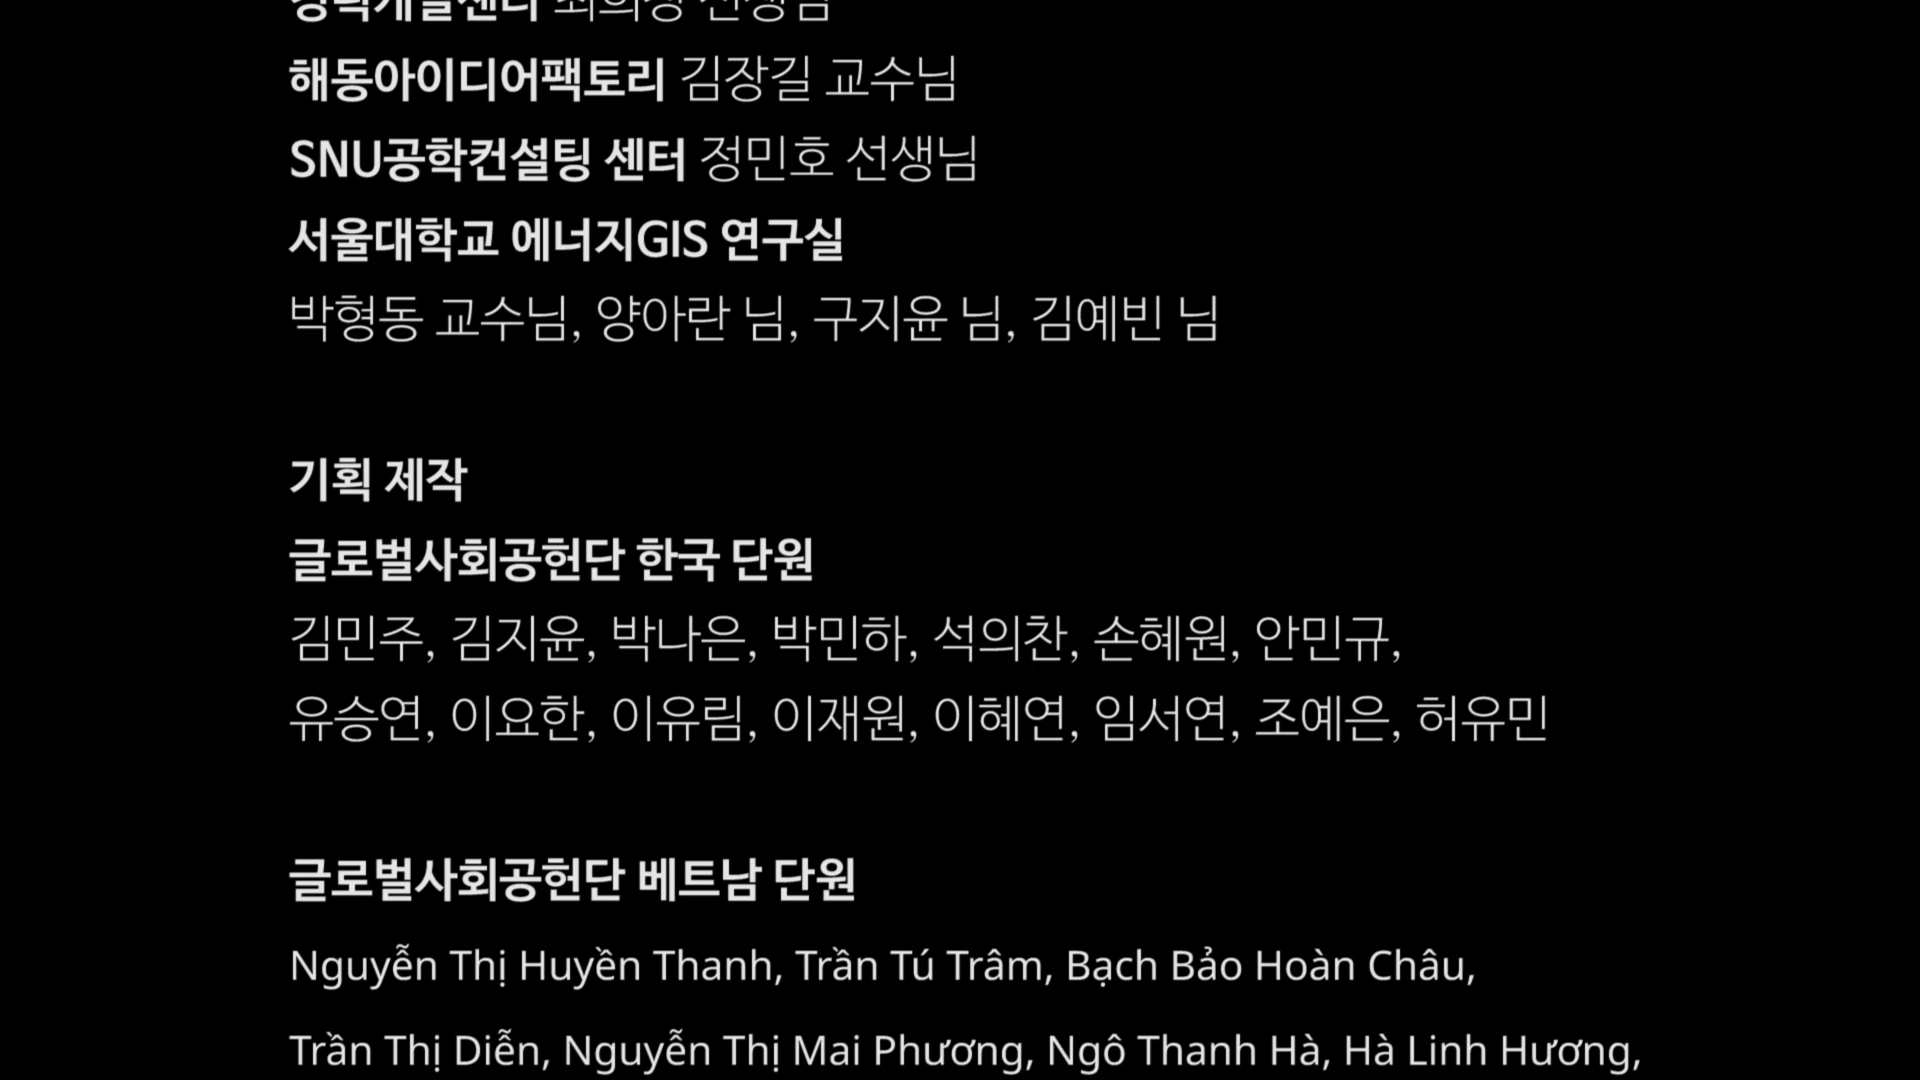 해동아이디어팩토리 김장길 교수님
SNU공학컨설팅 센터 정민호 선생님
서울대학교 에너지GIS 연구실
박형동 교수님, 양아란 님, 구지윤 님, 김예빈 님
기획 제작
글로벌사회공헌단 한국 단원
김민주, 김지윤, 박나은, 박민하, 석의찬, 손혜원, 안민규,
유승연, 이요한, 이유림, 이재원, 이혜연, 임서연, 조예은, 허유민
글로벌사회공헌단 베트남 단원
Nguyễn Thị Huyền Thanh, Trần Tú Trâm, Bạch Bảo Hoàn Châu,
Trần Thị Diễn, Nguyễn Thị Mai Phương, Ngô Thanh Hà, Hà Linh Hương,